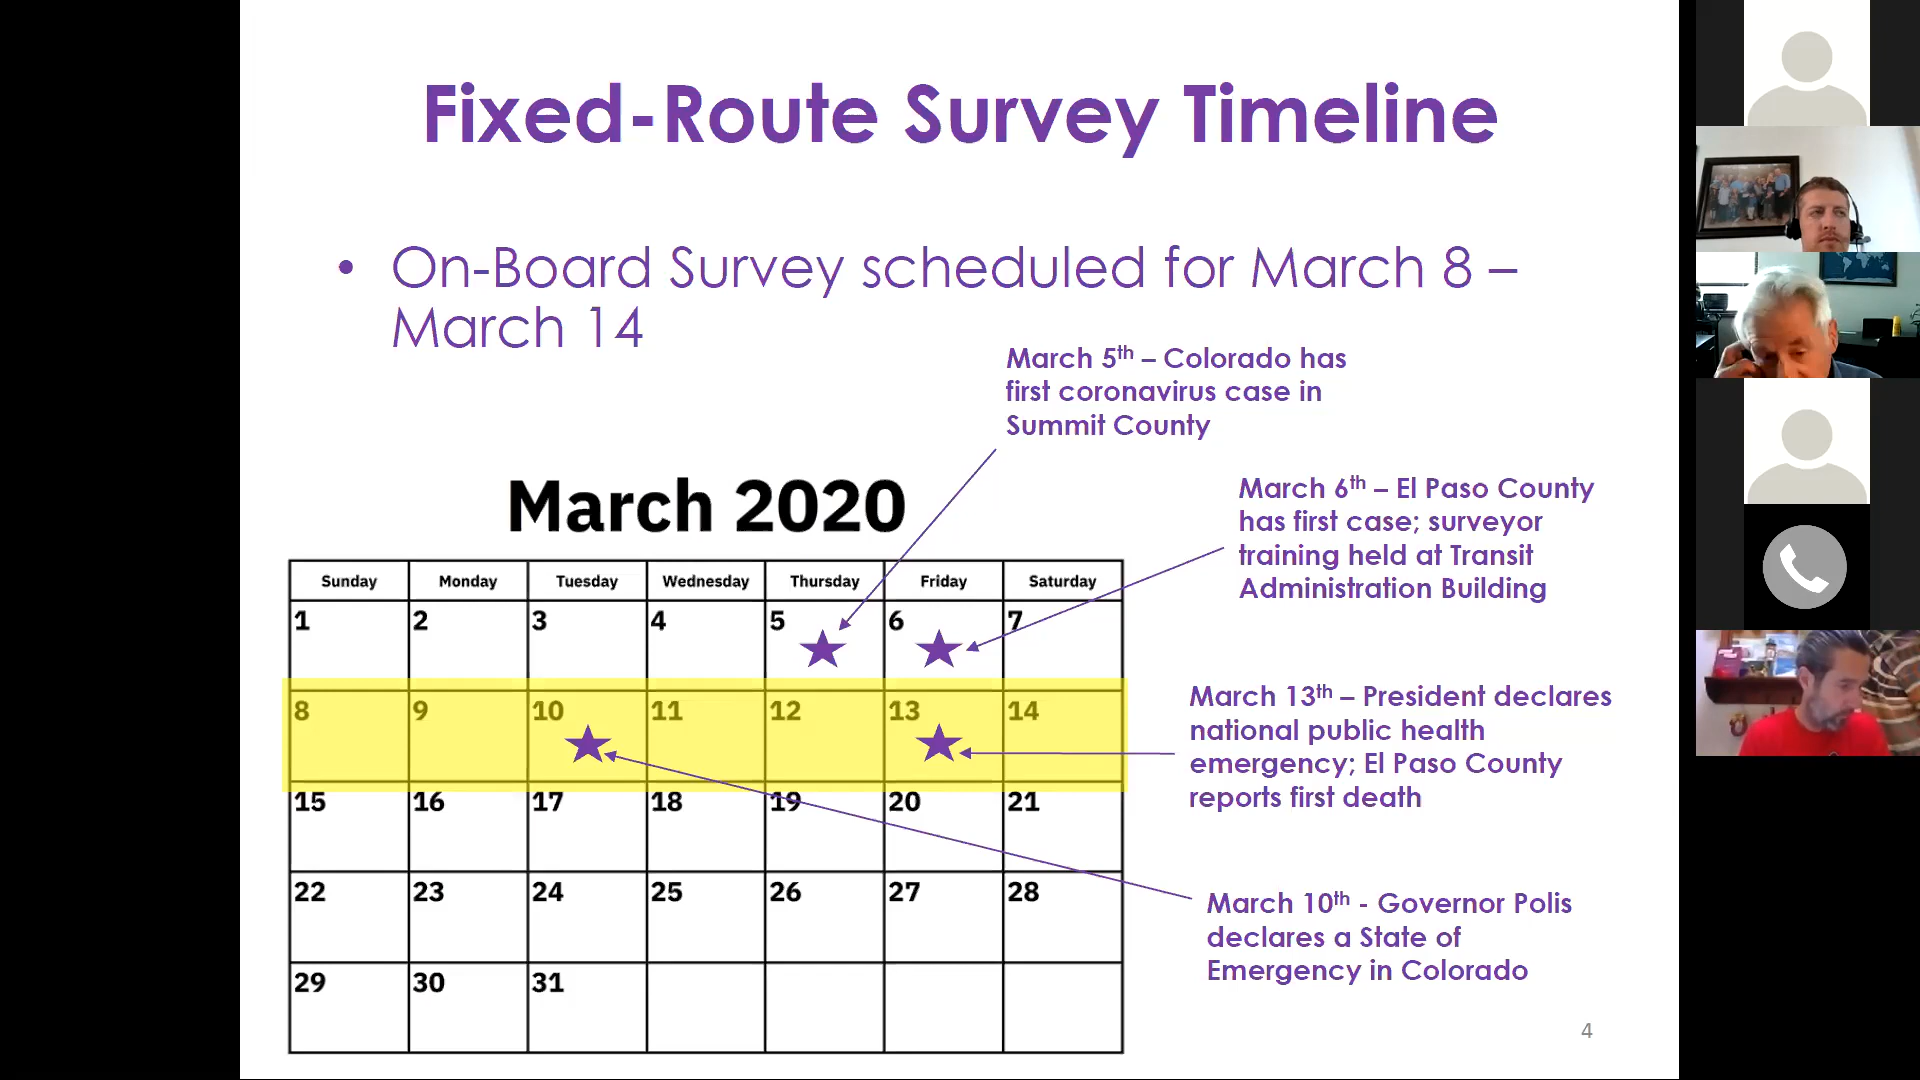 Fixed-Route Survey Timeline
• On-Board Survey scheduled for March 8 –
March 14
March 5th – Colorado has
first coronavirus case in
Summit County
March 6th – El Paso County
has first case; surveyor
training held at Transit
Administration Building
March 13th – President declares
national public health
emergency; El Paso County
reports first death
March 10th - Governor Polis
declares a State of
Emergency in Colorado
March 2020
Sunday Monday Tuesday Wednesday Thursday Friday Saturday
1 2 3 4 5 6 7
8 9 10 11 12 13 14
15 16 17 18 19 20 21
22 23 24 25 26 27 28
29 30 31
4